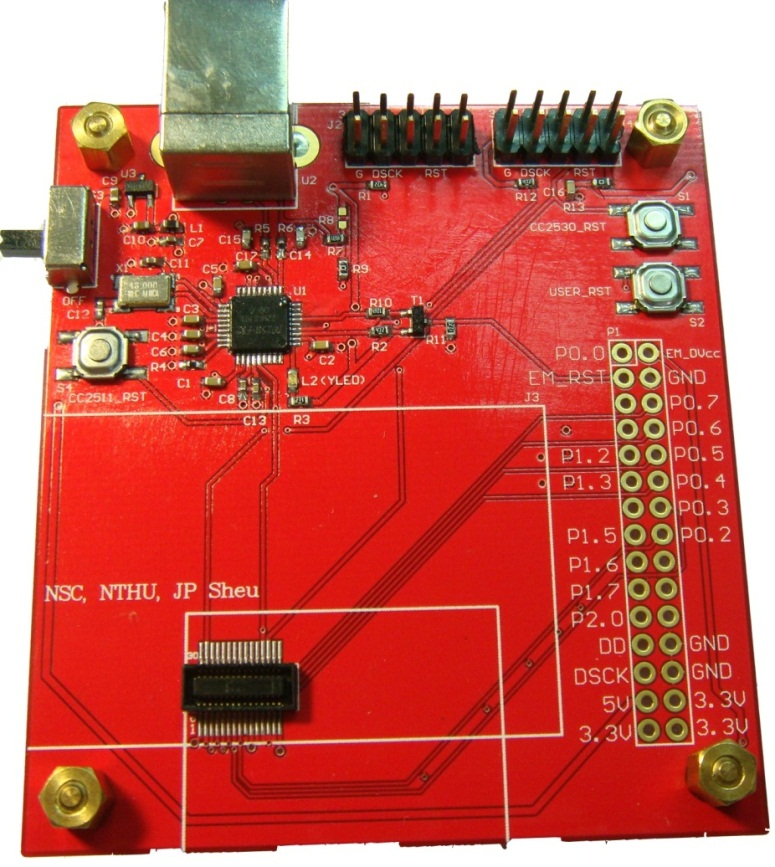 J2
G DSCK RST
G DSCK RST
U2
U3
C9
R1
R12
C16
R13
S1
CC2530_RST
L1
C10
C7
C15
R5
R6
R8
R7
C17
C14
X1
C11
C5
R9
USER_RST
S2
OFF
C12
U1
C3
C4
C6
R4
R10
T1
R2
R11
C2
S4
CC2511_RST
C1
C8
L2(YLED)
R3
C13
J3
P1
P0.0 EM_DVcc
EM_RST GND
P0.7
P0.6
P1.2 P0.5
P1.3 P0.4
P0.3
P1.5 P0.2
P1.6
P1.7
P2.0
DD GND
DSCK GND
5V 3.3V
3.3V 3.3V
NSC, NTHU, JP Sheu
30
1